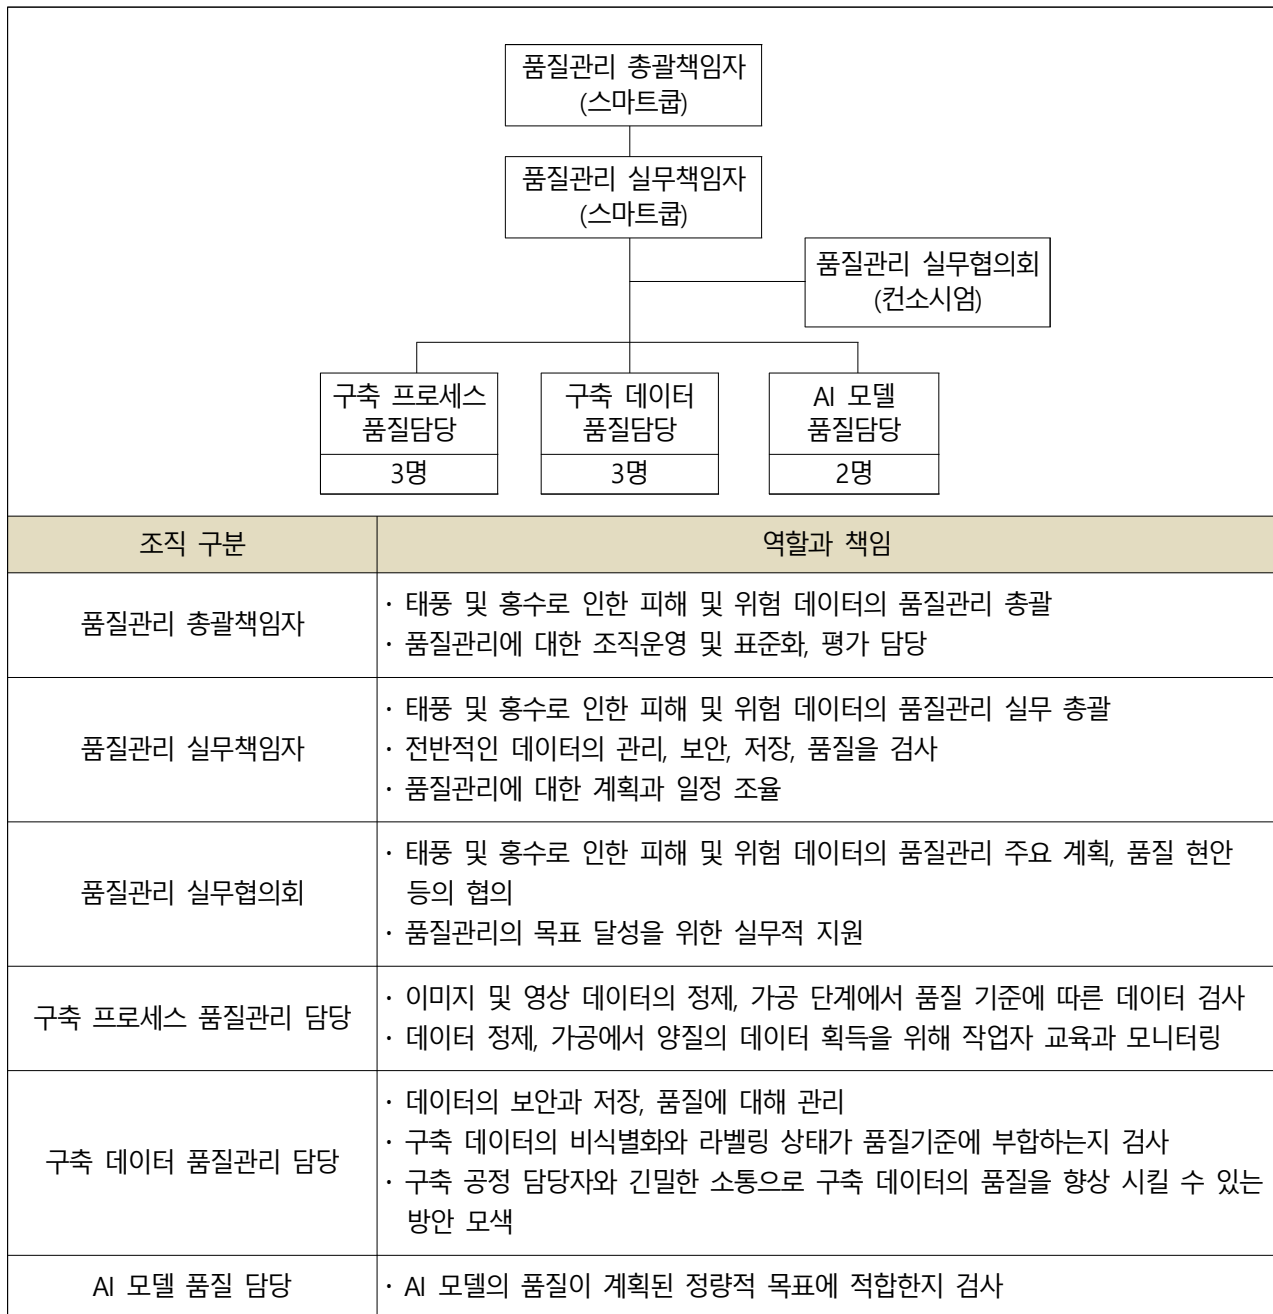 품질관리 총괄책임자
(스마트쿱)
품질관리 실무책임자
(스마트쿱)
품질관리 실무협의회
(컨소시엄)
구축 프로세스
품질담당
3명
구축 데이터
품질담당
3명
AI 모델
품질담당
2명
조직 구분
역할과 책임
품질관리 총괄책임자
· 태풍 및 홍수로 인한 피해 및 위험 데이터의 품질관리 총괄
· 품질관리에 대한 조직운영 및 표준화, 평가 담당
품질관리 실무책임자
· 태풍 및 홍수로 인한 피해 및 위험 데이터의 품질관리 실무 총괄
· 전반적인 데이터의 관리, 보안, 저장, 품질을 검사
· 품질관리에 대한 계획과 일정 조율
품질관리 실무협의회
· 태풍 및 홍수로 인한 피해 및 위험 데이터의 품질관리 주요 계획, 품질 현안
등의 협의
· 품질관리의 목표 달성을 위한 실무적 지원
구축 프로세스 품질관리 담당
· 이미지 및 영상 데이터의 정제, 가공 단계에서 품질 기준에 따른 데이터 검사
· 데이터 정제, 가공에서 양질의 데이터 획득을 위해 작업자 교육과 모니터링
구축 데이터 품질관리 담당
· 데이터의 보안과 저장, 품질에 대해 관리
· 구축 데이터의 비식별화와 라벨링 상태가 품질기준에 부합하는지 검사
· 구축 공정 담당자와 긴밀한 소통으로 구축 데이터의 품질을 향상 시킬 수 있는
방안 모색
AI 모델 품질 담당
· AI 모델의 품질이 계획된 정량적 목표에 적합한지 검사